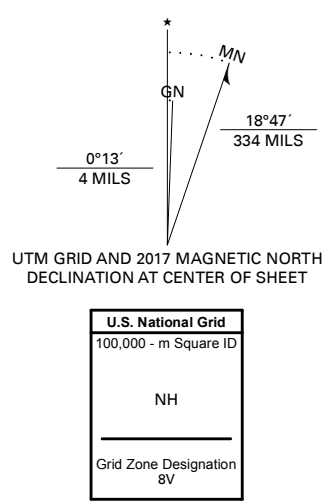 ★
MN
GN
18°47´
334 MILS
0°13´
4 MILS
UTM GRID AND 2017 MAGNETIC NORTH
DECLINATION AT CENTER OF SHEET
U.S. National Grid
100,000 - m Square ID
NH
Grid Zone Designation
8V